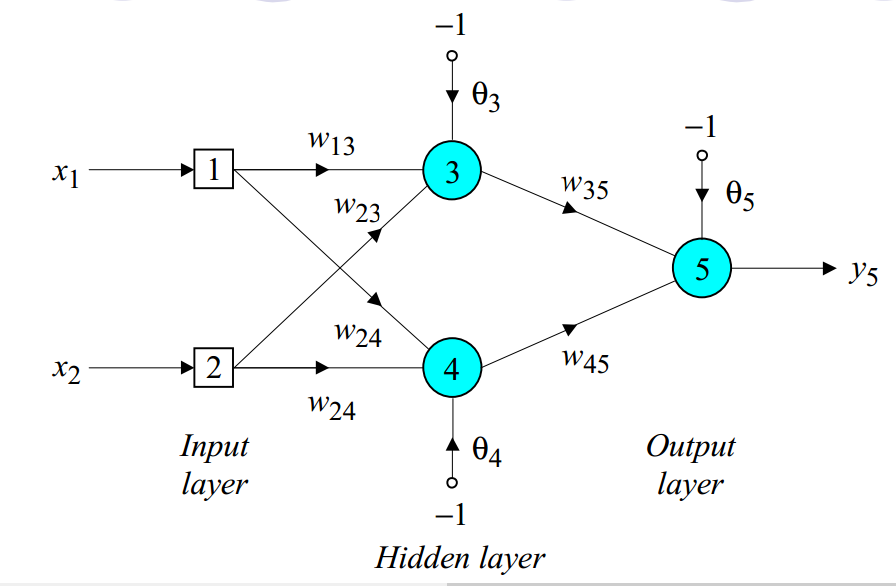 −1
θ3
w13
−1
x1
1
3
w35
θ5
w23
5
y5
w24
x2
2
4
w45
w24
Input
layer
θ4
Output
layer
−1
Hidden layer